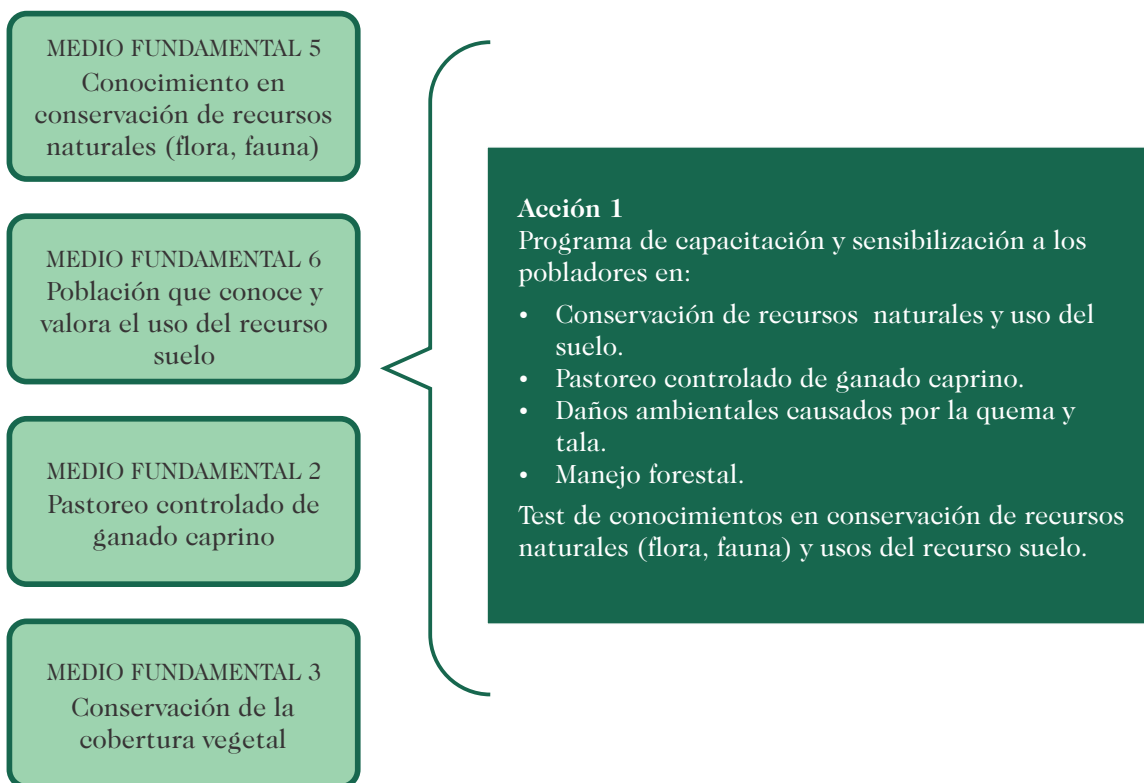 MEDIO FUNDAMENTAL 5
Conocimiento en
conservación de recursos
naturales (flora, fauna)
MEDIO FUNDAMENTAL 6
Población que conoce y
valora el uso del recurso
suelo
MEDIO FUNDAMENTAL 2
Pastoreo controlado de
ganado caprino
MEDIO FUNDAMENTAL 3
Conservación de la
cobertura vegetal
Acción 1
Programa de capacitación y sensibilización a los
pobladores en:
• Conservación de recursos naturales y uso del
suelo.
• Pastoreo controlado de ganado caprino.
• Daños ambientales causados por la quema y
tala.
• Manejo forestal.
Test de conocimientos en conservación de recursos
naturales (flora, fauna) y usos del recurso suelo.